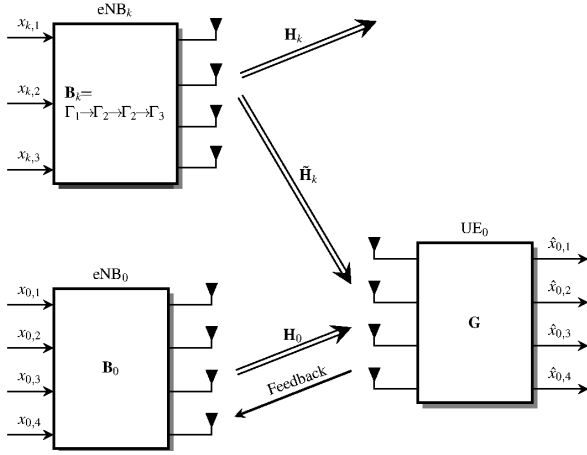 eNB_k
x_{k,1}
x_{k,2}
x_{k,3}
B_k=
Γ_1→Γ_2→Γ_2→Γ_3
H_k
H̃_k
UE_0
x̂_{0,1}
x̂_{0,2}
x̂_{0,3}
x̂_{0,4}
G
eNB_0
x_{0,1}
x_{0,2}
x_{0,3}
x_{0,4}
B_0
H_0
Feedback